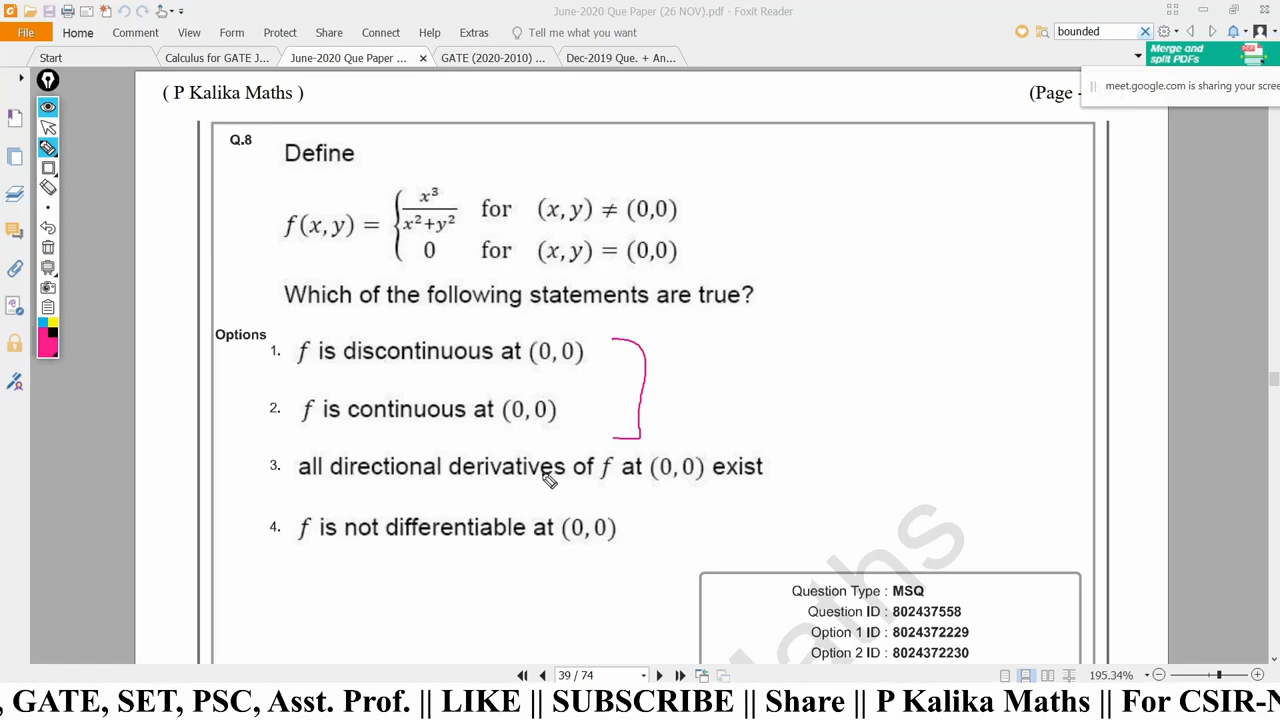 June-2020 Que Paper (26 NOV).pdf - Foxit Reader
File Home Comment View Form Protect Share Connect Help Extras Tell me what you want
bounded
Start Calculus for GATE J... June-2020 Que Paper ... × GATE (2020-2010) ... Dec-2019 Que. + An...
Merge and split PDFs
meet.google.com is sharing your scree
( P Kalika Maths ) (Page -
Q.8
Define
f(x, y) = { x³/(x²+y²) for (x, y) ≠ (0,0)
0 for (x, y) = (0,0)
Which of the following statements are true?
Options
1. f is discontinuous at (0, 0)
2. f is continuous at (0, 0)
3. all directional derivatives of f at (0, 0) exist
4. f is not differentiable at (0, 0)
Maths
Question Type : MSQ
Question ID : 802437558
Option 1 ID : 8024372229
Option 2 ID : 8024372230
39 / 74
195.34%
, GATE, SET, PSC, Asst. Prof. || LIKE || SUBSCRIBE || Share || P Kalika Maths || For CSIR-N